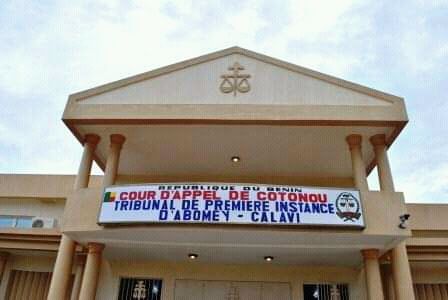 REPUBLIQUE DU BENIN
COUR D'APPEL DE COTONOU
TRIBUNAL DE PREMIERE INSTANCE
D'ABOMEY - CALAVI